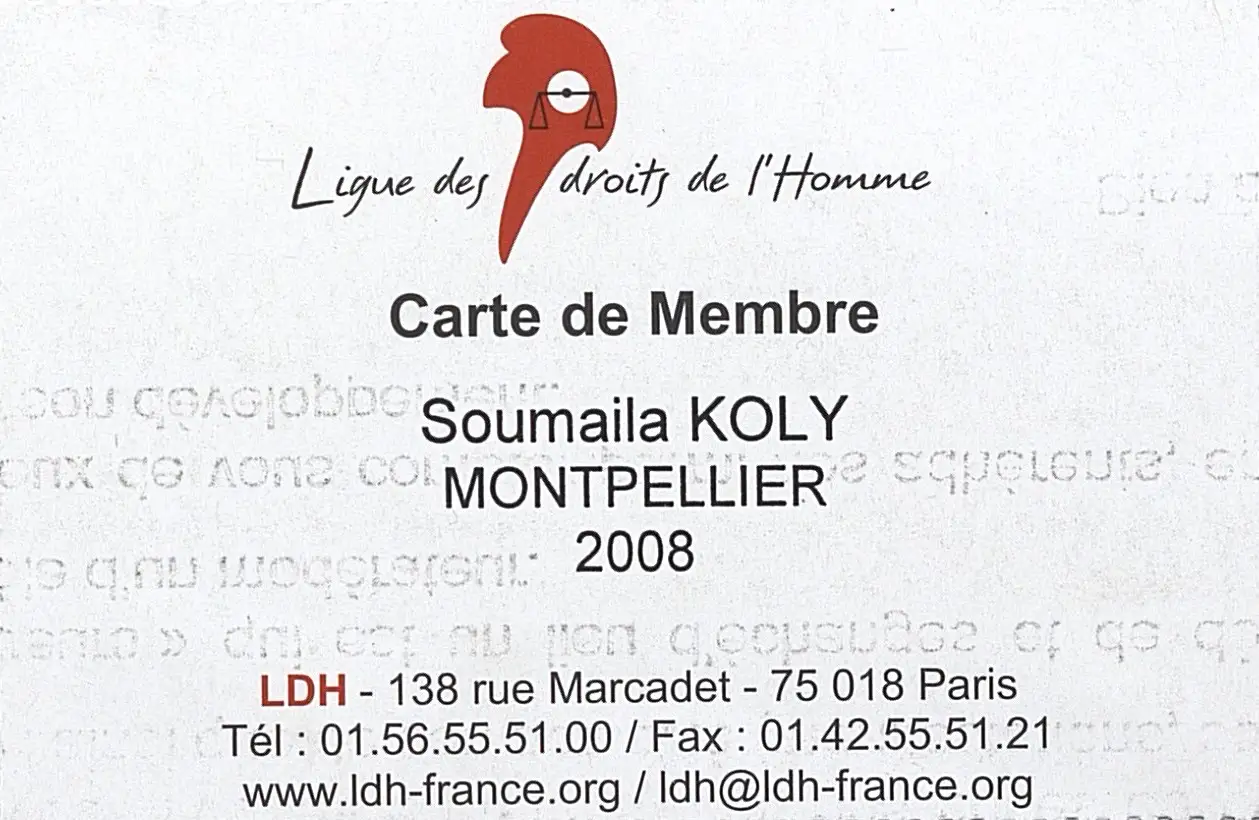 Ligue des droits de l'Homme
Carte de Membre
Soumaila KOLY
MONTPELLIER
2008
LDH - 138 rue Marcadet - 75 018 Paris
Tél : 01.56.55.51.00 / Fax : 01.42.55.51.21
www.ldh-france.org / ldh@ldh-france.org